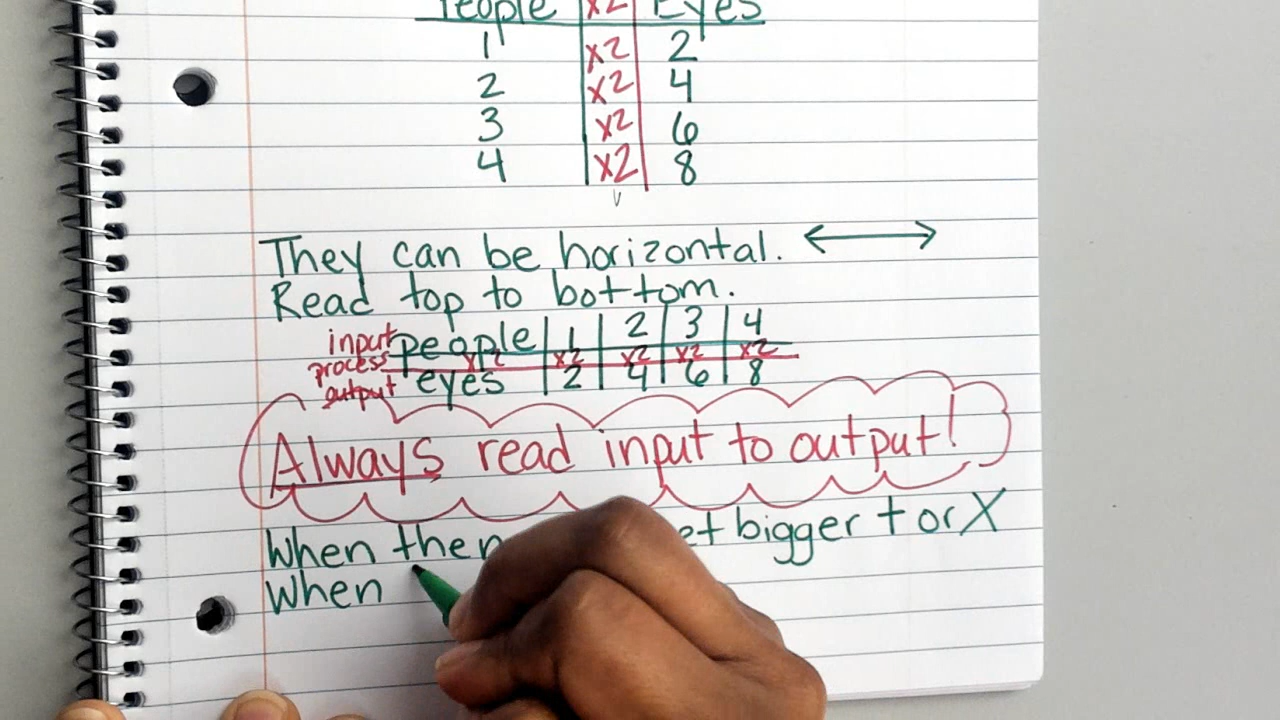 People x2 Eyes
1 x2 2
2 x2 4
3 x2 6
4 x2 8
They can be horizontal.
Read top to bottom.
input people 1 2 3 4
process x2 x2 x2 x2 x2
output eyes 2 4 6 8
Always read input to output!
When bigger + or X
When